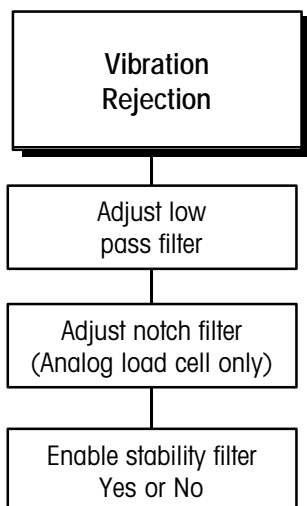 Vibration
Rejection
Adjust low
pass filter
Adjust notch filter
(Analog load cell only)
Enable stability filter
Yes or No